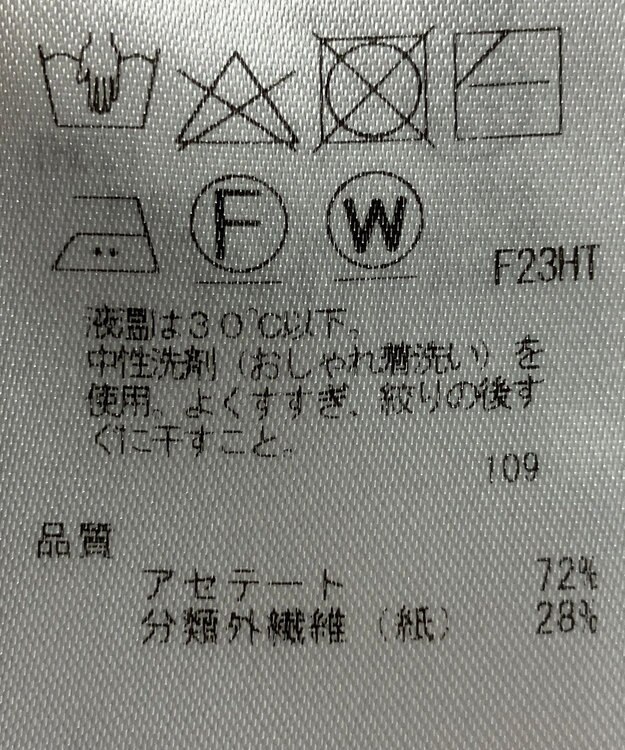 F
W
F23HT
液温は30℃以下。
中性洗剤(おしゃれ着洗い)を
使用。よくすすぎ、絞りの後す
ぐに干すこと。
109
品質
アセテート 72%
分類外繊維(紙) 28%